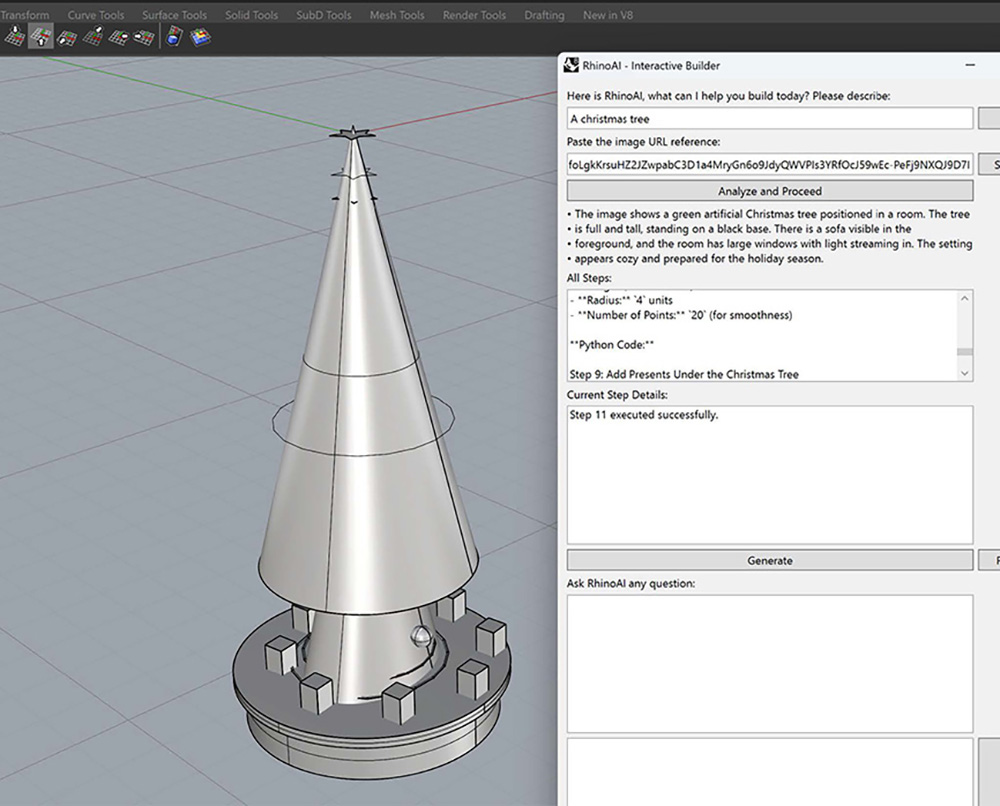 Transform Curve Tools Surface Tools Solid Tools SubD Tools Mesh Tools Render Tools Drafting New in V8
RhinoAI - Interactive Builder
Here is RhinoAI, what can I help you build today? Please describe:
A christmas tree
Paste the image URL reference:
foLgkKrsuHZ2JZwpabC3D1a4MryGn6o9JdyQWVPIs3YRfOcJ59wEc-PeFj9NXQJ9D7I
S
Analyze and Proceed
• The image shows a green artificial Christmas tree positioned in a room. The tree
• is full and tall, standing on a black base. There is a sofa visible in the
• foreground, and the room has large windows with light streaming in. The setting
• appears cozy and prepared for the holiday season.
All Steps:
- **Radius:** `4` units
- **Number of Points:** `20` (for smoothness)
**Python Code:**
Step 9: Add Presents Under the Christmas Tree
Current Step Details:
Step 11 executed successfully.
Generate
Ask RhinoAI any question: